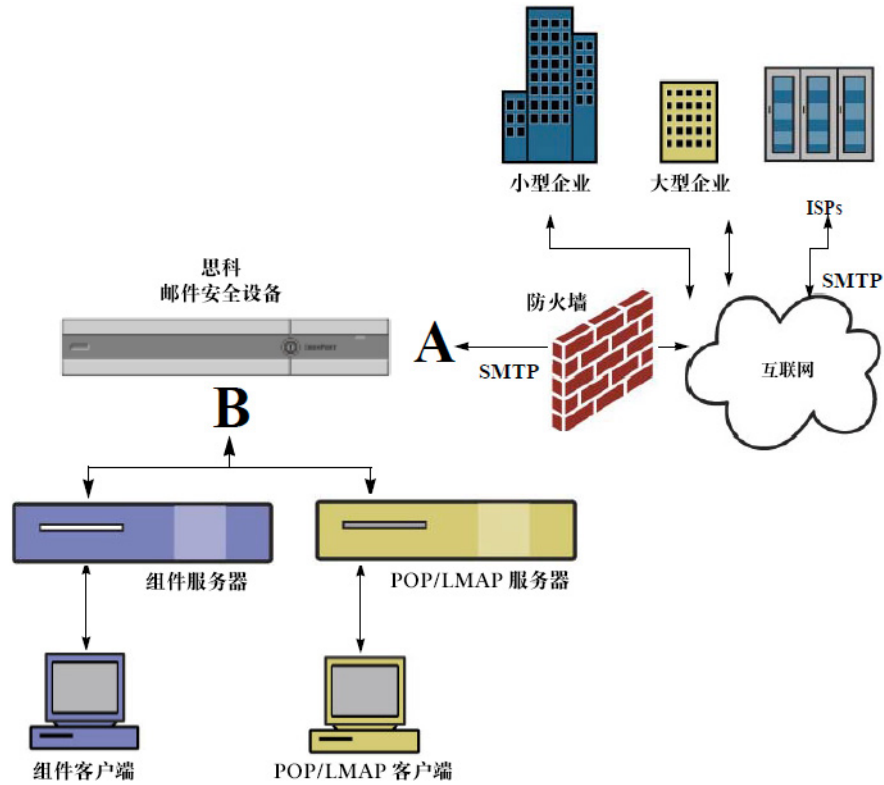 小型企业
大型企业
ISPs
SMTP
思科
邮件安全设备
防火墙
A
SMTP
互联网
B
组件服务器
POP/LMAP 服务器
组件客户端
POP/LMAP 客户端